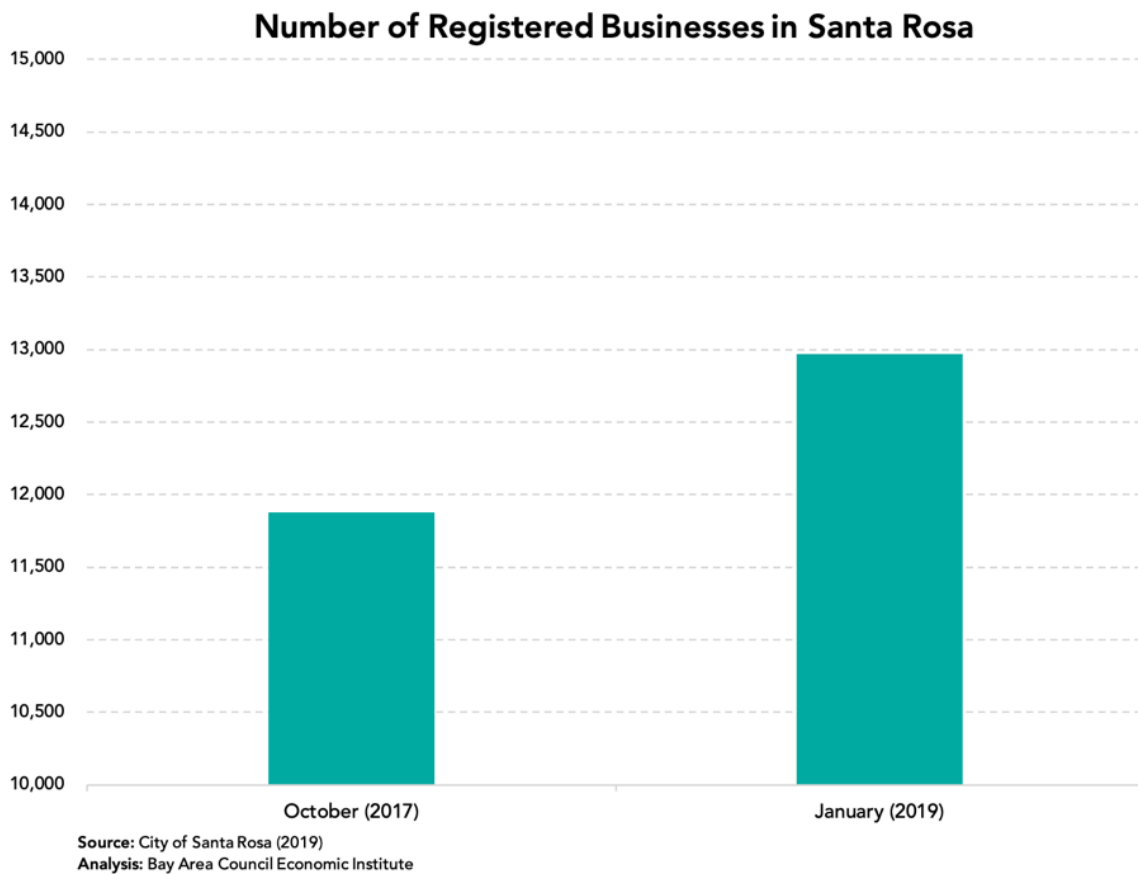 Number of Registered Businesses in Santa Rosa
15,000
14,500
14,000
13,500
13,000
12,500
12,000
11,500
11,000
10,500
10,000
October (2017) January (2019)
Source: City of Santa Rosa (2019)
Analysis: Bay Area Council Economic Institute